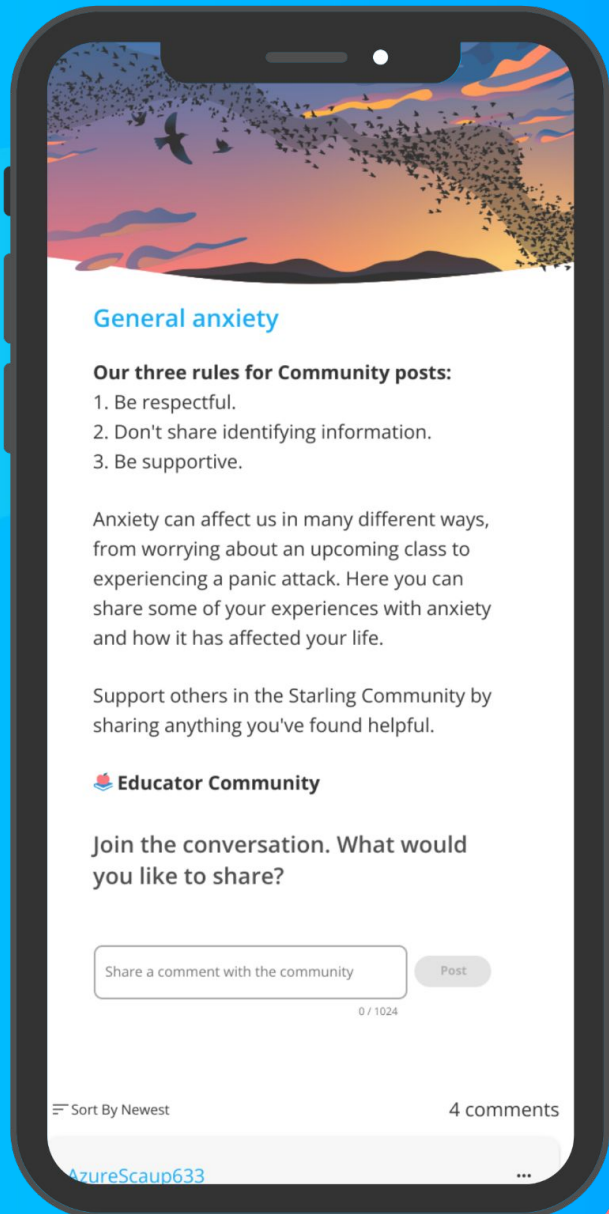 General anxiety
Our three rules for Community posts:
1. Be respectful.
2. Don't share identifying information.
3. Be supportive.
Anxiety can affect us in many different ways,
from worrying about an upcoming class to
experiencing a panic attack. Here you can
share some of your experiences with anxiety
and how it has affected your life.
Support others in the Starling Community by
sharing anything you've found helpful.
Educator Community
Join the conversation. What would
you like to share?
Share a comment with the community
Post
0 / 1024
Sort By Newest
4 comments
AzureScaup633